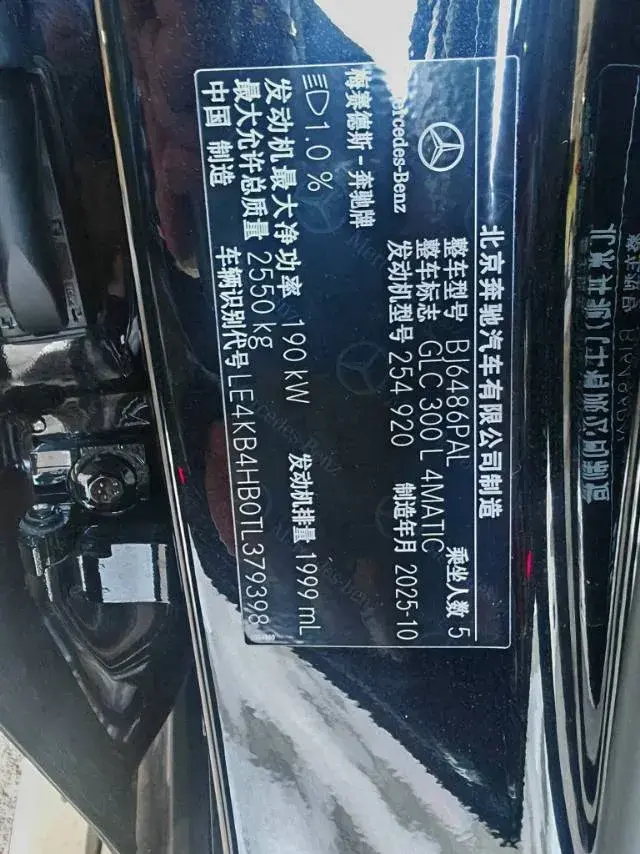 北京奔驰汽车有限公司制造
Mercedes-Benz
整车型号 BJ6486PAL 乘坐人数 5
整车标志 GLC 300 L 4MATIC
发动机型号 254 920 制造年月 2025-10
梅赛德斯-奔驰牌
1.0 %
发动机最大净功率 190 kW 发动机排量 1999 mL
最大允许总质量 2550 kg
中国 制造 车辆识别代号 LE4KB4HB0TL379398